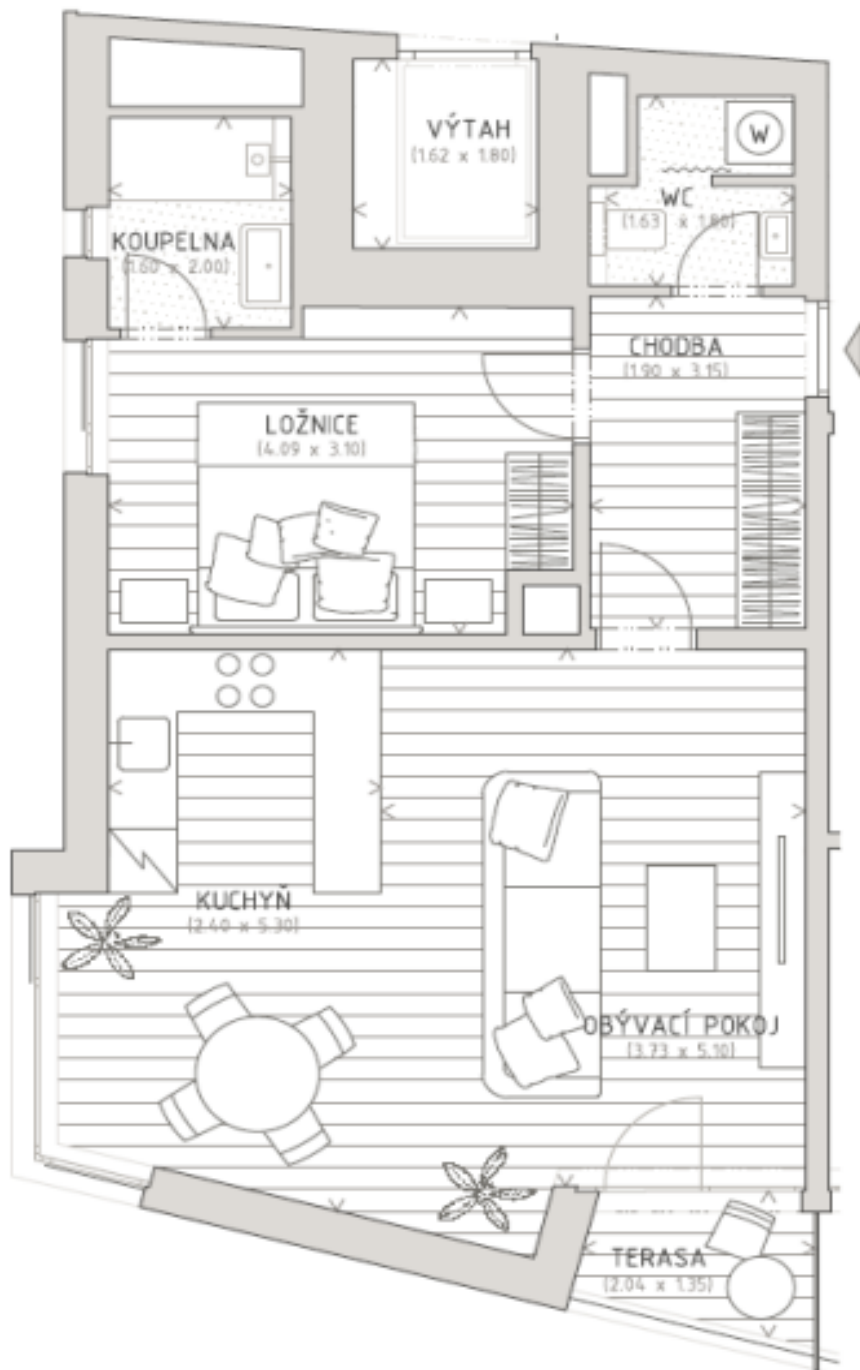 VÝTAH
(1.62 x 1.80)
W
WC
(1.63 x 1.80)
KOUPELNA
(1.60 x 2.00)
CHODBA
(1.90 x 3.15)
LOŽNICE
(4.09 x 3.10)
KUCHYŇ
(2.40 x 5.30)
OBÝVACÍ POKOJ
(3.73 x 5.10)
TERASA
(2.04 x 1.35)